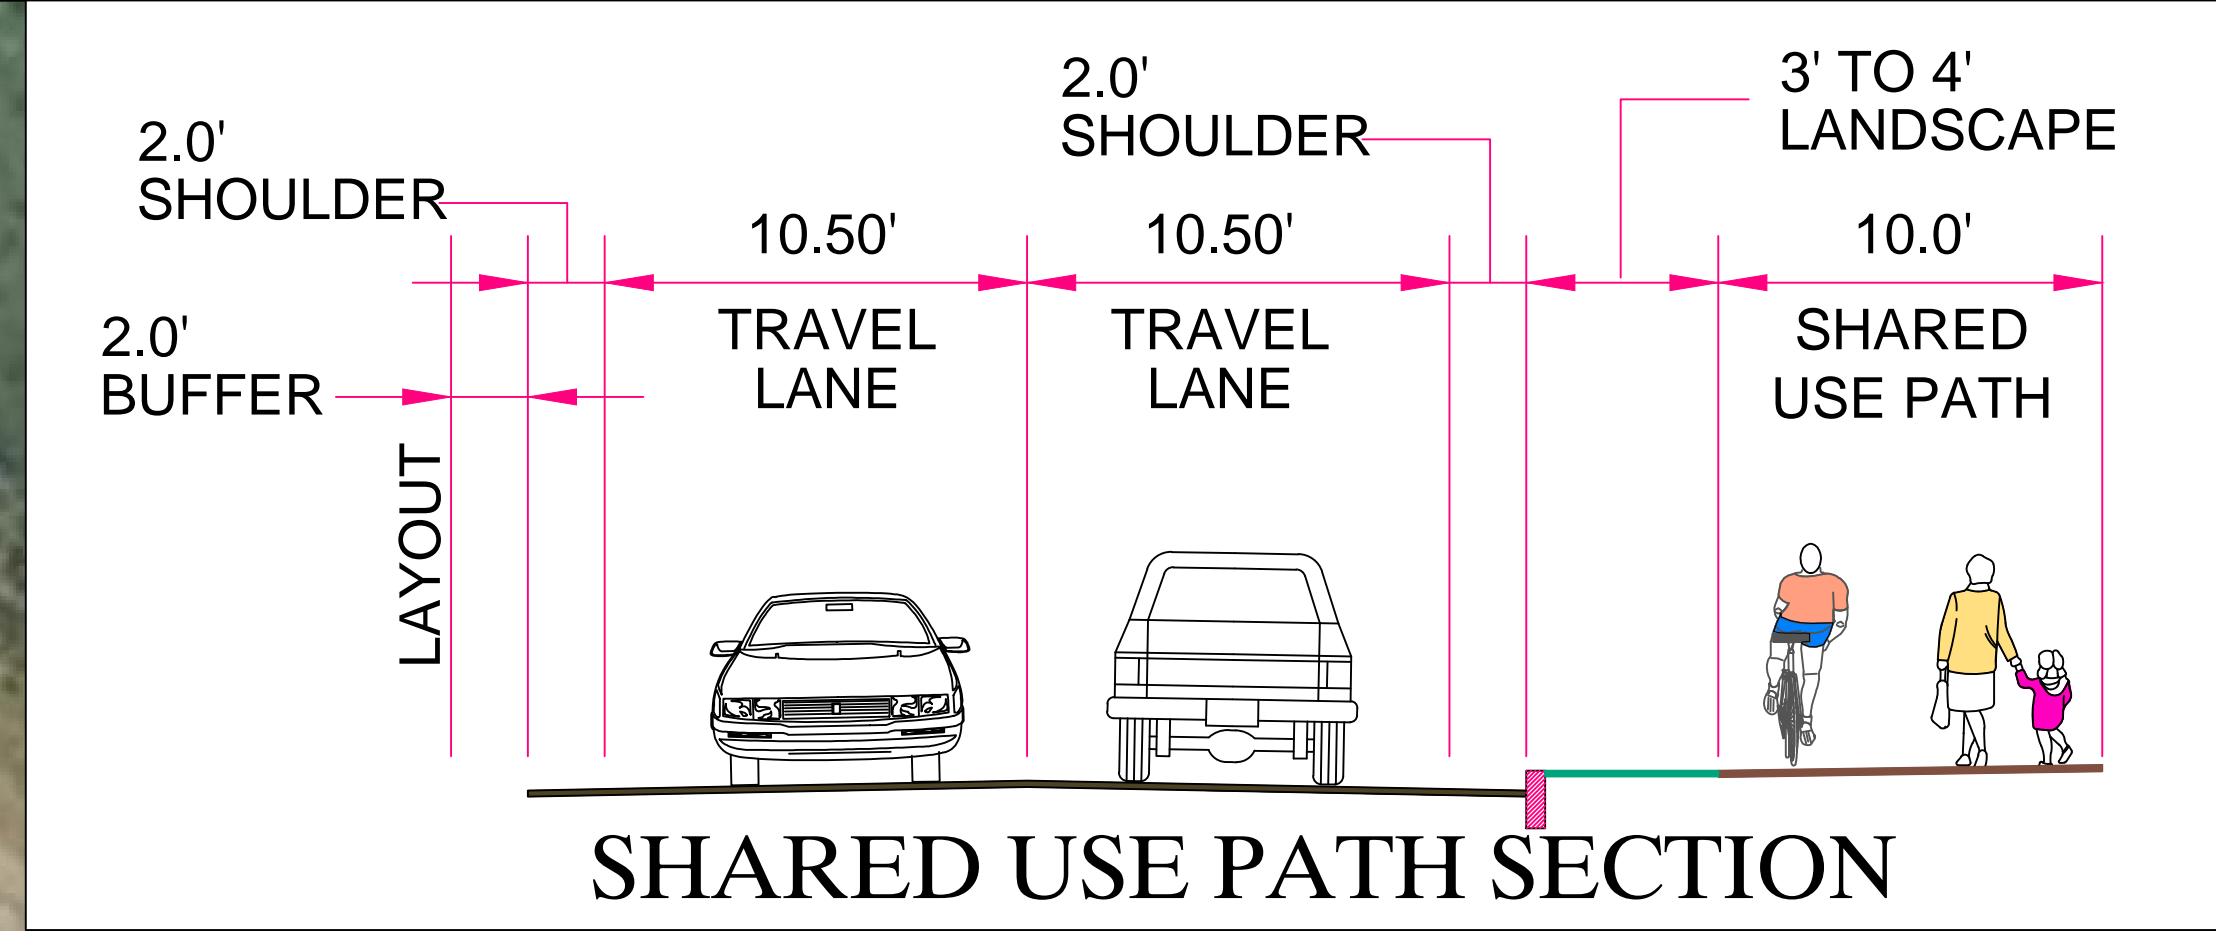 2.0'
SHOULDER
2.0'
SHOULDER
3' TO 4'
LANDSCAPE
10.50'
TRAVEL
LANE
10.50'
TRAVEL
LANE
10.0'
SHARED
USE PATH
2.0'
BUFFER
LAYOUT
SHARED USE PATH SECTION